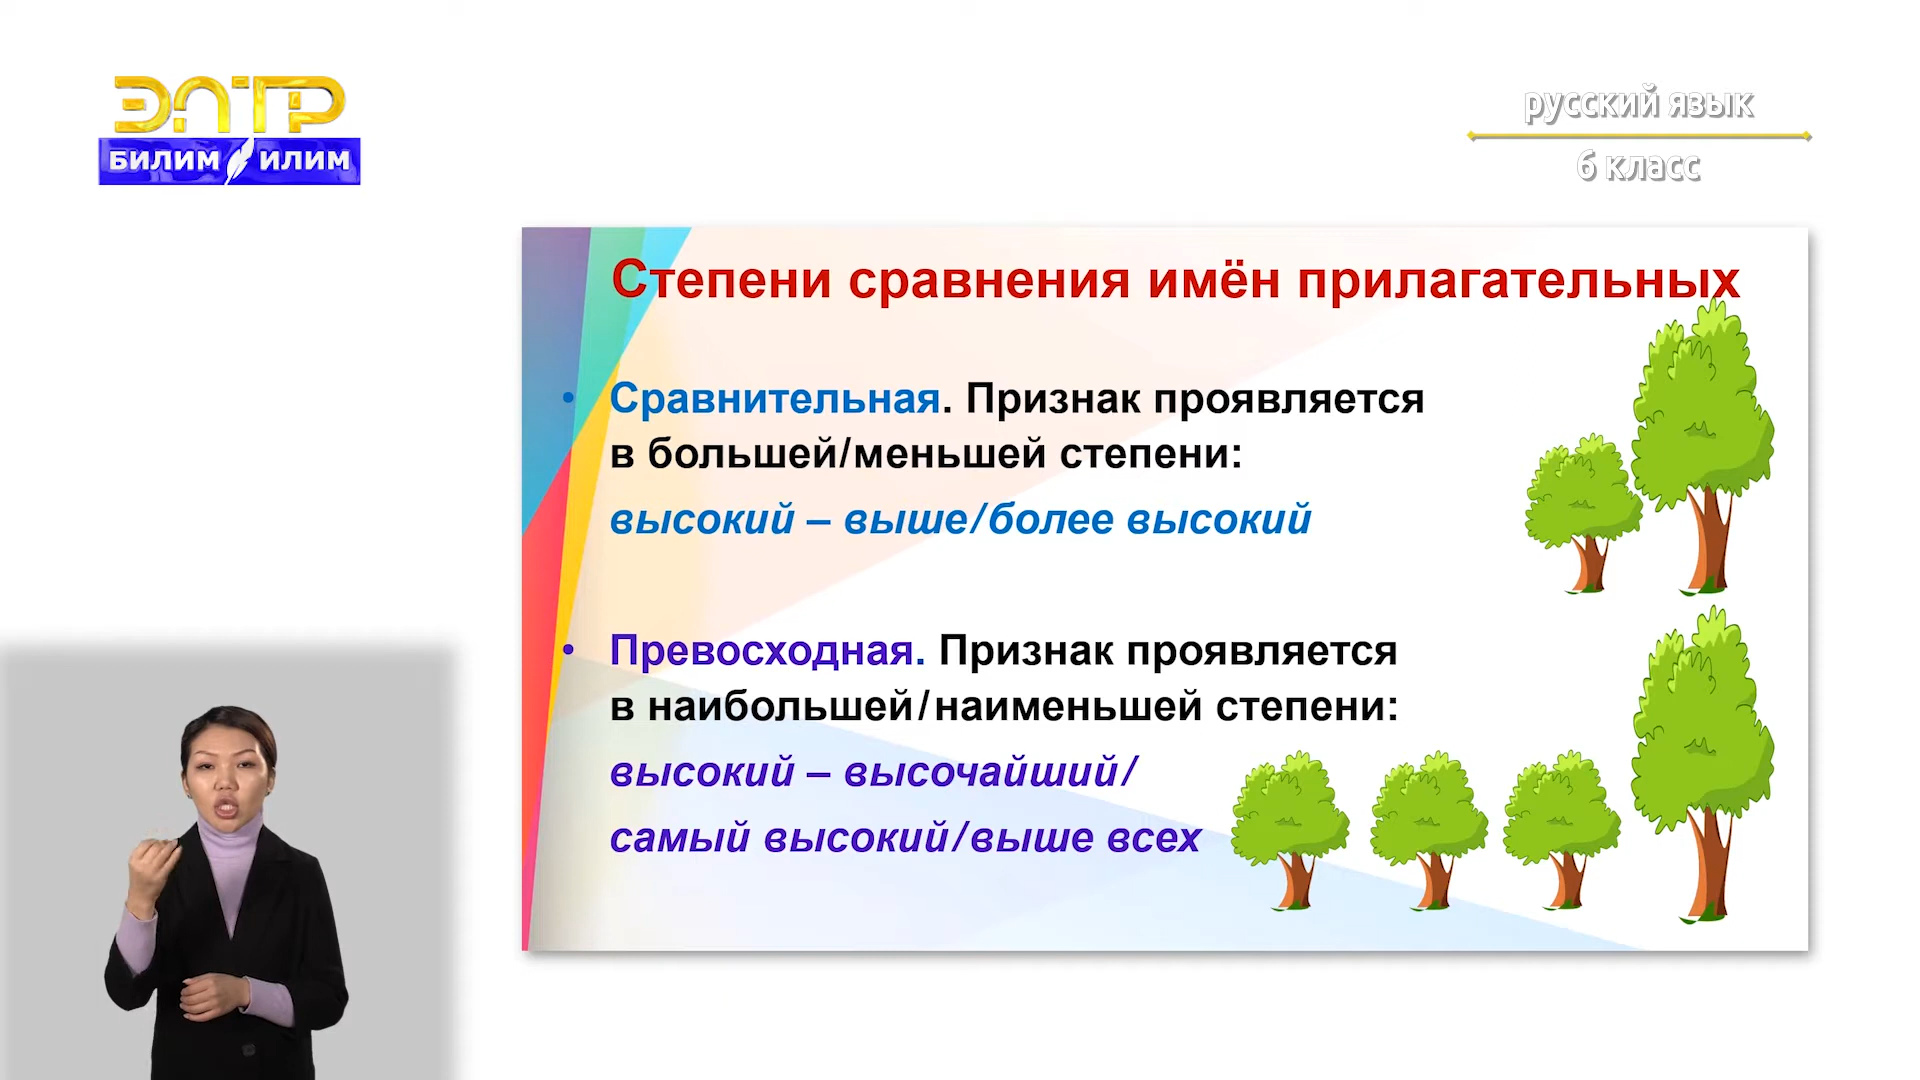 ЭЛТР
БИЛИМ ИЛИМ
русский язык
6 класс
Степени сравнения имён прилагательных
• Сравнительная. Признак проявляется
в большей/меньшей степени:
высокий – выше/более высокий
• Превосходная. Признак проявляется
в наибольшей/наименьшей степени:
высокий – высочайший/
самый высокий/выше всех